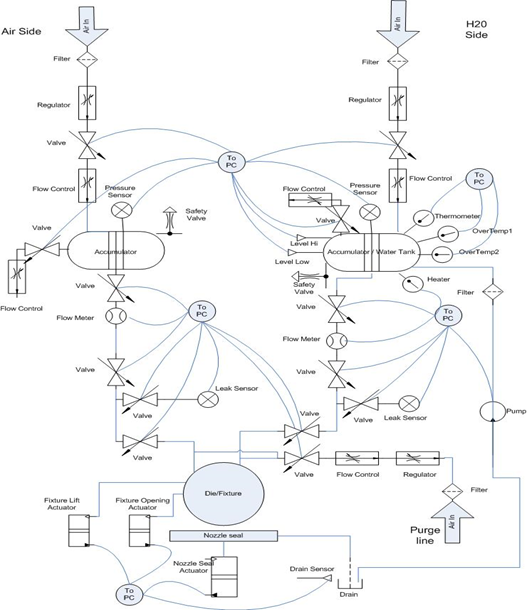 Air Side
Air In
Air In
H20
Side
Filter
Filter
Regulator
Regulator
Valve
Valve
To
PC
Flow Control
Pressure
Sensor
Flow Control
Pressure
Sensor
Flow Control
To
PC
Safety
Valve
Valve
Valve
Thermometer
OverTemp1
Level Hi
Accumulator
Accumulator / Water Tank
OverTemp2
Level Low
Safety
Valve
Heater
Filter
Flow Control
Valve
Valve
To
PC
To
PC
Flow Meter
Flow Meter
Valve
Valve
Leak Sensor
Leak Sensor
Pump
Valve
Valve
Valve
Valve
Valve
Flow Control
Regulator
Filter
Die/Fixture
Fixture Lift
Actuator
Fixture Opening
Actuator
Purge
line
Air In
Nozzle seal
Nozzle Seal
Actuator
Drain Sensor
To
PC
Drain